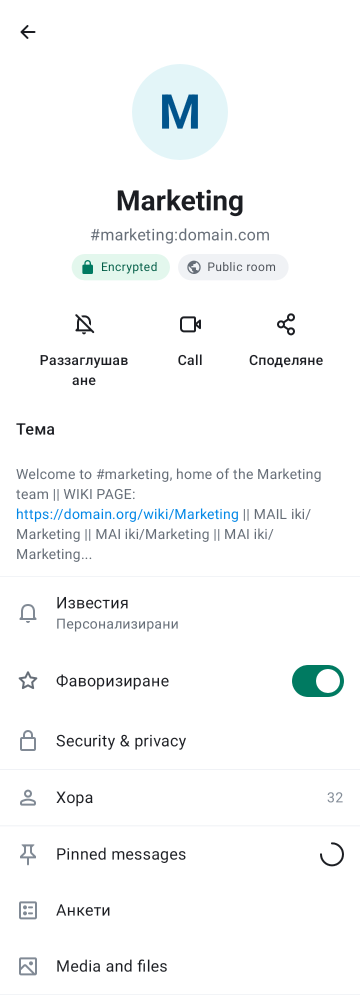 M
Marketing
#marketing:domain.com
Encrypted
Public room
Раззаглушав
ане
Call
Споделяне
Тема
Welcome to #marketing, home of the Marketing
team || WIKI PAGE:
https://domain.org/wiki/Marketing || MAIL iki/
Marketing || MAI iki/Marketing || MAI iki/
Marketing...
Известия
Персонализирани
Фаворизиране
Security & privacy
Хора
32
Pinned messages
Анкети
Media and files